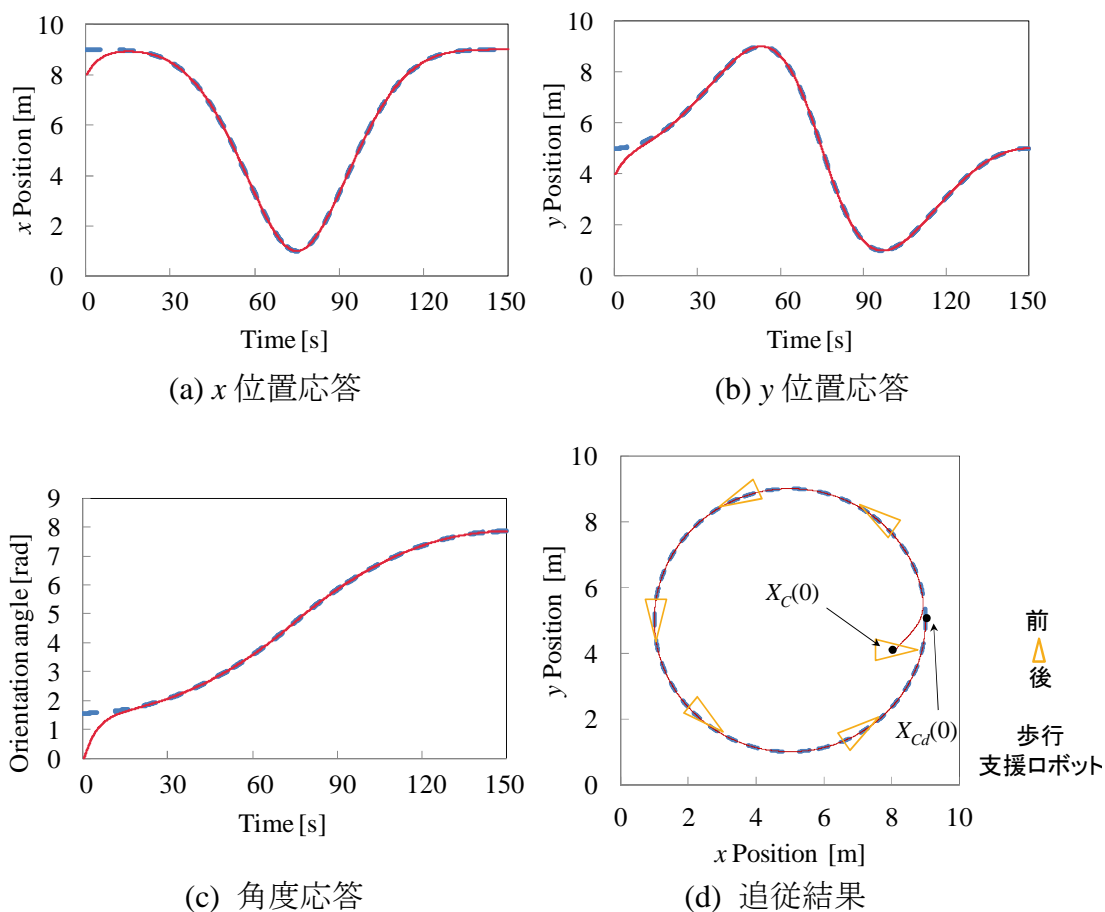 10
8
6
4
2
0
x Position [m]
0 30 60 90 120 150
Time [s]
(a) x 位置応答
10
8
6
4
2
0
y Position [m]
0 30 60 90 120 150
Time [s]
(b) y 位置応答
9
8
7
6
5
4
3
2
1
0
Orientation angle [rad]
0 30 60 90 120 150
Time [s]
(c) 角度応答
10
8
6
4
2
0
y Position [m]
X_C(0)
X_{Cd}(0)
0 2 4 6 8 10
x Position [m]
前
後
歩行
支援ロボット
(d) 追従結果